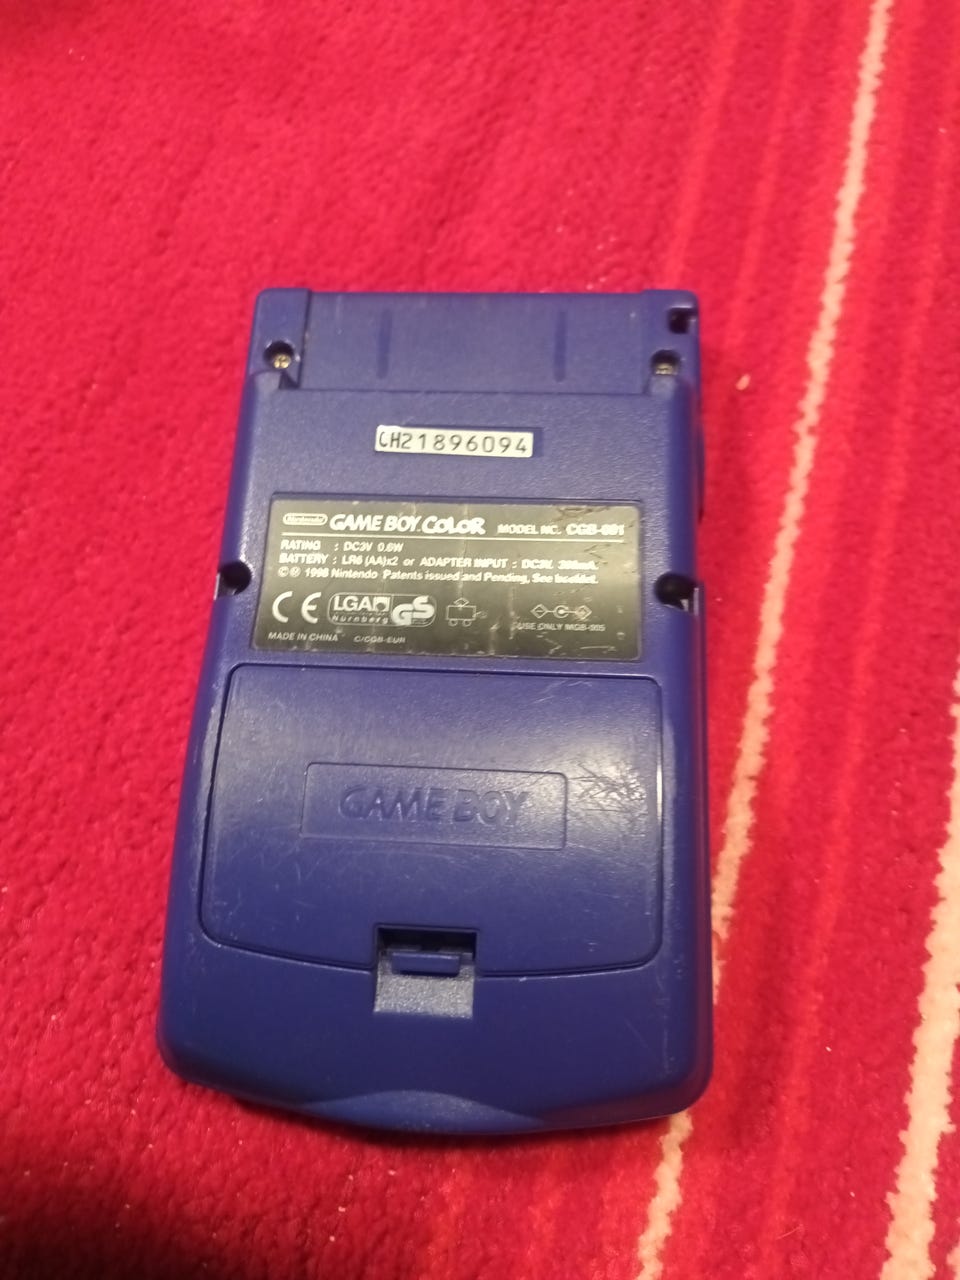 CH21896094
Nintendo GAME BOY COLOR MODEL NO. CGB-001
RATING : DC3V 0.6W
BATTERY : LR6 (AA)x2 or ADAPTER INPUT : DC3V, 300mA.
©℗ 1998 Nintendo Patents issued and Pending, See booklet.
CE LGA Nürnberg GS
USE ONLY MGB-005
MADE IN CHINA C/CGB-EUR
GAME BOY